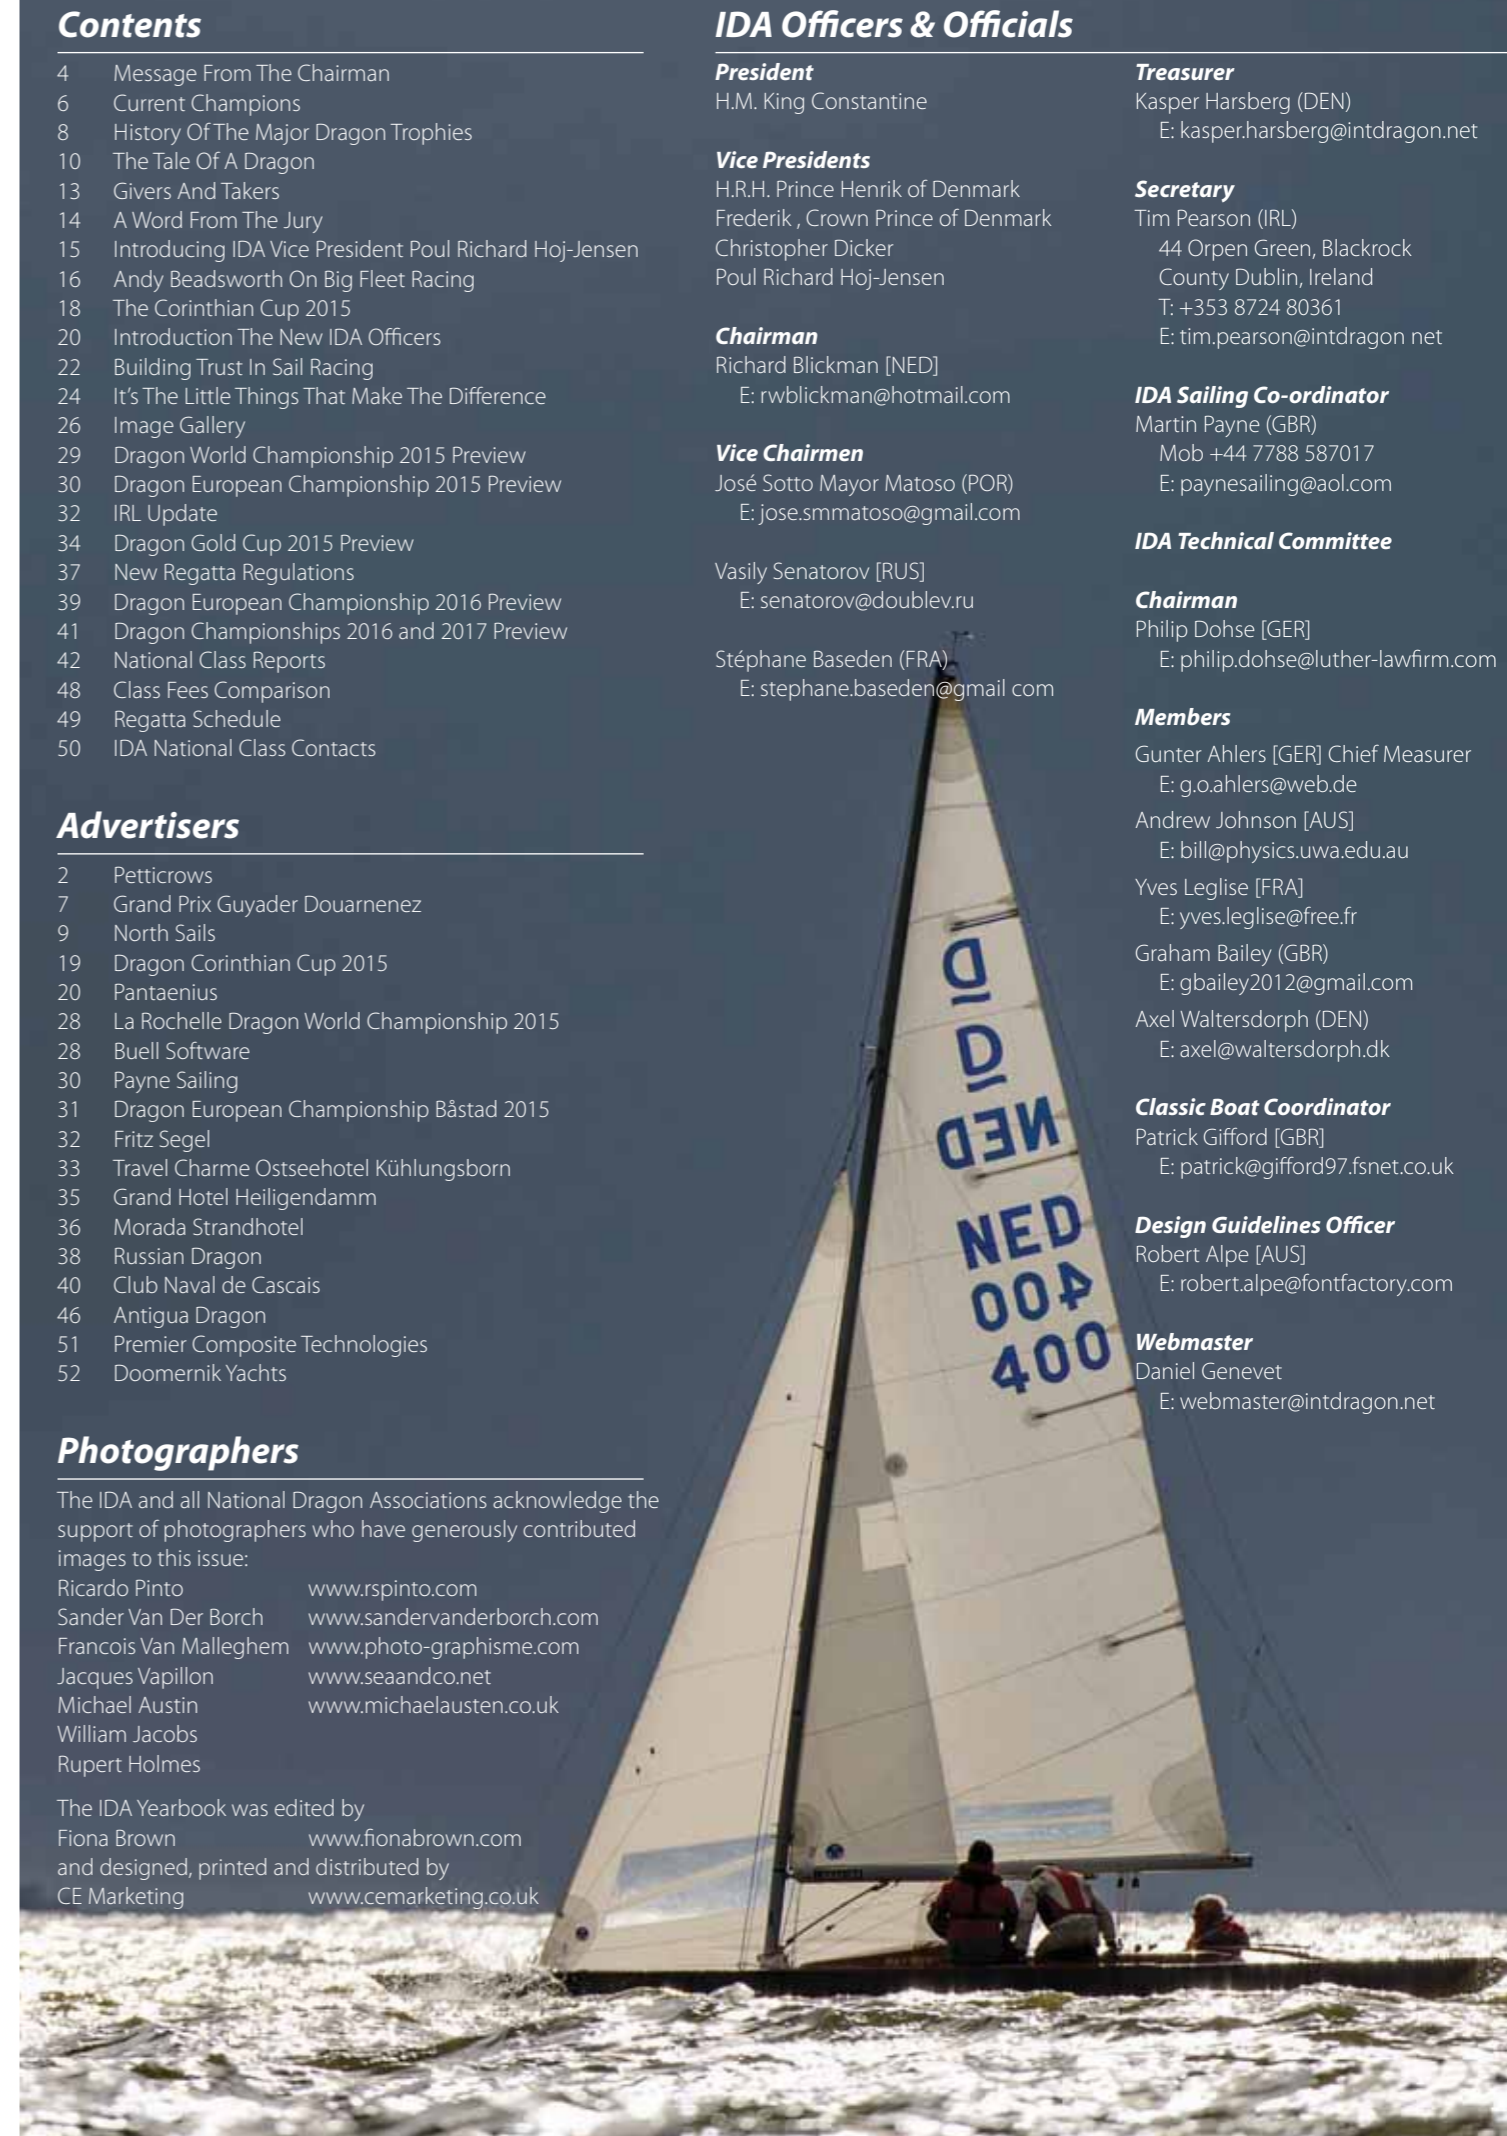 Contents
4 Message From The Chairman
6 Current Champions
8 History Of The Major Dragon Trophies
10 The Tale Of A Dragon
13 Givers And Takers
14 A Word From The Jury
15 Introducing IDA Vice President Poul Richard Hoj-Jensen
16 Andy Beadsworth On Big Fleet Racing
18 The Corinthian Cup 2015
20 Introduction The New IDA Officers
22 Building Trust In Sail Racing
24 It's The Little Things That Make The Difference
26 Image Gallery
29 Dragon World Championship 2015 Preview
30 Dragon European Championship 2015 Preview
32 IRL Update
34 Dragon Gold Cup 2015 Preview
37 New Regatta Regulations
39 Dragon European Championship 2016 Preview
41 Dragon Championships 2016 and 2017 Preview
42 National Class Reports
48 Class Fees Comparison
49 Regatta Schedule
50 IDA National Class Contacts
Advertisers
2 Petticrows
7 Grand Prix Guyader Douarnenez
9 North Sails
19 Dragon Corinthian Cup 2015
20 Pantaenius
28 La Rochelle Dragon World Championship 2015
28 Buell Software
30 Payne Sailing
31 Dragon European Championship Båstad 2015
32 Fritz Segel
33 Travel Charme Ostseehotel Kühlungsborn
35 Grand Hotel Heiligendamm
36 Morada Strandhotel
38 Russian Dragon
40 Club Naval de Cascais
46 Antigua Dragon
51 Premier Composite Technologies
52 Doomernik Yachts
Photographers
The IDA and all National Dragon Associations acknowledge the
support of photographers who have generously contributed
images to this issue:
Ricardo Pinto www.rspinto.com
Sander Van Der Borch www.sandervanderborch.com
Francois Van Malleghem www.photo-graphisme.com
Jacques Vapillon www.seaandco.net
Michael Austin www.michaelausten.co.uk
William Jacobs
Rupert Holmes
The IDA Yearbook was edited by
Fiona Brown www.fionabrown.com
and designed, printed and distributed by
CE Marketing www.cemarketing.co.uk
IDA Officers & Officials
President
H.M. King Constantine
Vice Presidents
H.R.H. Prince Henrik of Denmark
Frederik , Crown Prince of Denmark
Christopher Dicker
Poul Richard Hoj-Jensen
Chairman
Richard Blickman [NED]
E: rwblickman@hotmail.com
Vice Chairmen
José Sotto Mayor Matoso (POR)
E: jose.smmatoso@gmail.com
Vasily Senatorov [RUS]
E: senatorov@doublev.ru
Stéphane Baseden (FRA)
E: stephane.baseden@gmail com
Treasurer
Kasper Harsberg (DEN)
E: kasper.harsberg@intdragon.net
Secretary
Tim Pearson (IRL)
44 Orpen Green, Blackrock
County Dublin, Ireland
T: +353 8724 80361
E: tim.pearson@intdragon net
IDA Sailing Co-ordinator
Martin Payne (GBR)
Mob +44 7788 587017
E: paynesailing@aol.com
IDA Technical Committee
Chairman
Philip Dohse [GER]
E: philip.dohse@luther-lawfirm.com
Members
Gunter Ahlers [GER] Chief Measurer
E: g.o.ahlers@web.de
Andrew Johnson [AUS]
E: bill@physics.uwa.edu.au
Yves Leglise [FRA]
E: yves.leglise@free.fr
Graham Bailey (GBR)
E: gbailey2012@gmail.com
Axel Waltersdorph (DEN)
E: axel@waltersdorph.dk
Classic Boat Coordinator
Patrick Gifford [GBR]
E: patrick@gifford97.fsnet.co.uk
Design Guidelines Officer
Robert Alpe [AUS]
E: robert.alpe@fontfactory.com
Webmaster
Daniel Genevet
E: webmaster@intdragon.net
D
D
NED
NED
400
400